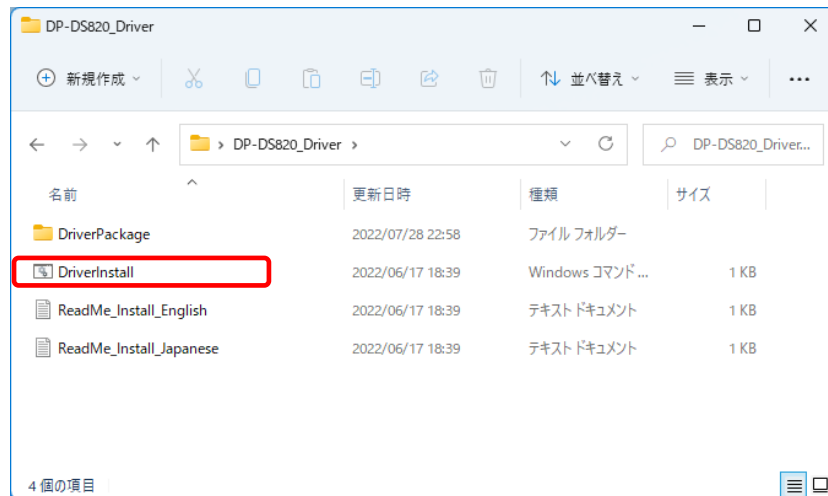 DP-DS820_Driver
新規作成 並べ替え 表示
DP-DS820_Driver DP-DS820_Driver...
名前 更新日時 種類 サイズ
DriverPackage 2022/07/28 22:58 ファイル フォルダー
DriverInstall 2022/06/17 18:39 Windows コマンド ... 1 KB
ReadMe_Install_English 2022/06/17 18:39 テキスト ドキュメント 1 KB
ReadMe_Install_Japanese 2022/06/17 18:39 テキスト ドキュメント 1 KB
4 個の項目